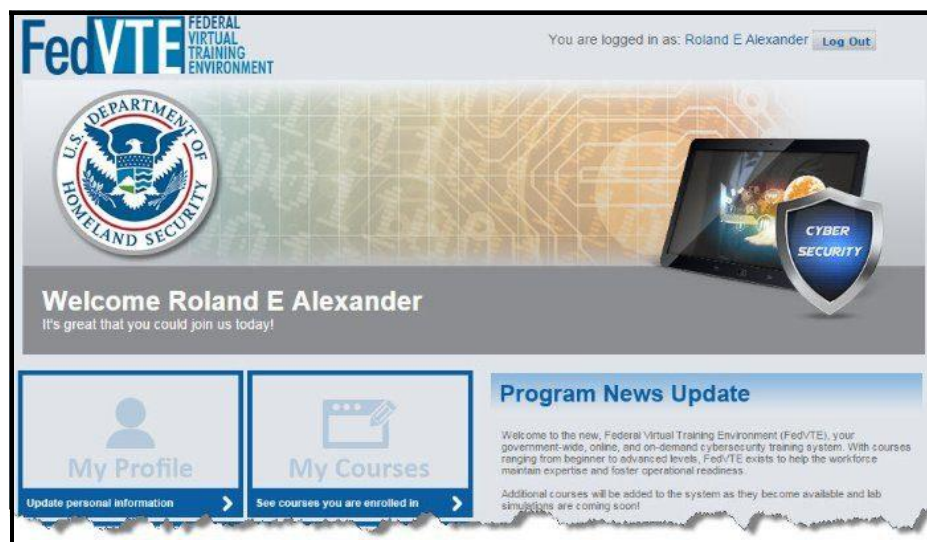 FedVTE FEDERAL
VIRTUAL
TRAINING
ENVIRONMENT
You are logged in as: Roland E Alexander Log Out
U.S. DEPARTMENT OF
HOMELAND SECURITY
CYBER
SECURITY
Welcome Roland E Alexander
It's great that you could join us today!
My Profile
Update personal information
My Courses
See courses you are enrolled in
Program News Update
Welcome to the new, Federal Virtual Training Environment (FedVTE), your
government-wide, online, and on-demand cybersecurity training system. With courses
ranging from beginner to advanced levels, FedVTE exists to help the workforce
maintain expertise and foster operational readiness.
Additional courses will be added to the system as they become available and lab
simulations are coming soon!